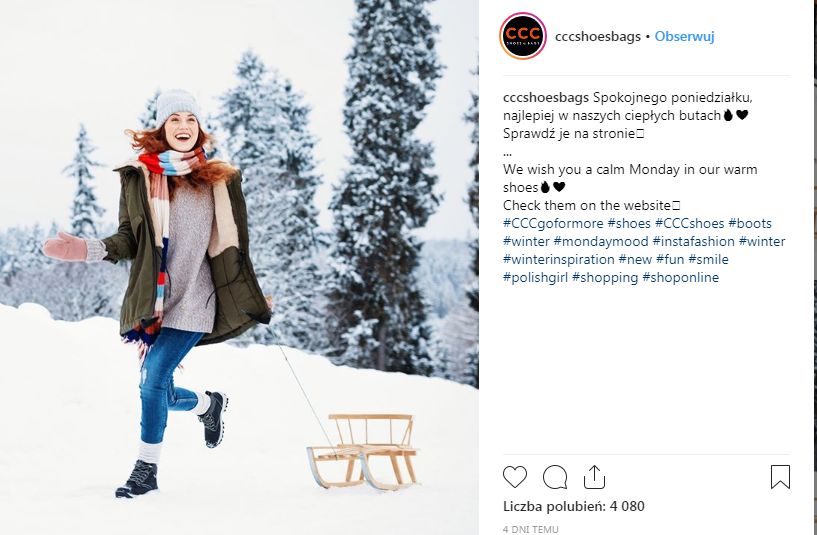 CCC
SHOES & BAGS
cccshoesbags • Obserwuj
cccshoesbags Spokojnego poniedziałku,
najlepiej w naszych ciepłych butach🔥🖤
Sprawdź je na stronie▯
...
We wish you a calm Monday in our warm
shoes🔥🖤
Check them on the website▯
#CCCgoformore #shoes #CCCshoes #boots
#winter #mondaymood #instafashion #winter
#winterinspiration #new #fun #smile
#polishgirl #shopping #shoponline
Liczba polubień: 4 080
4 DNI TEMU